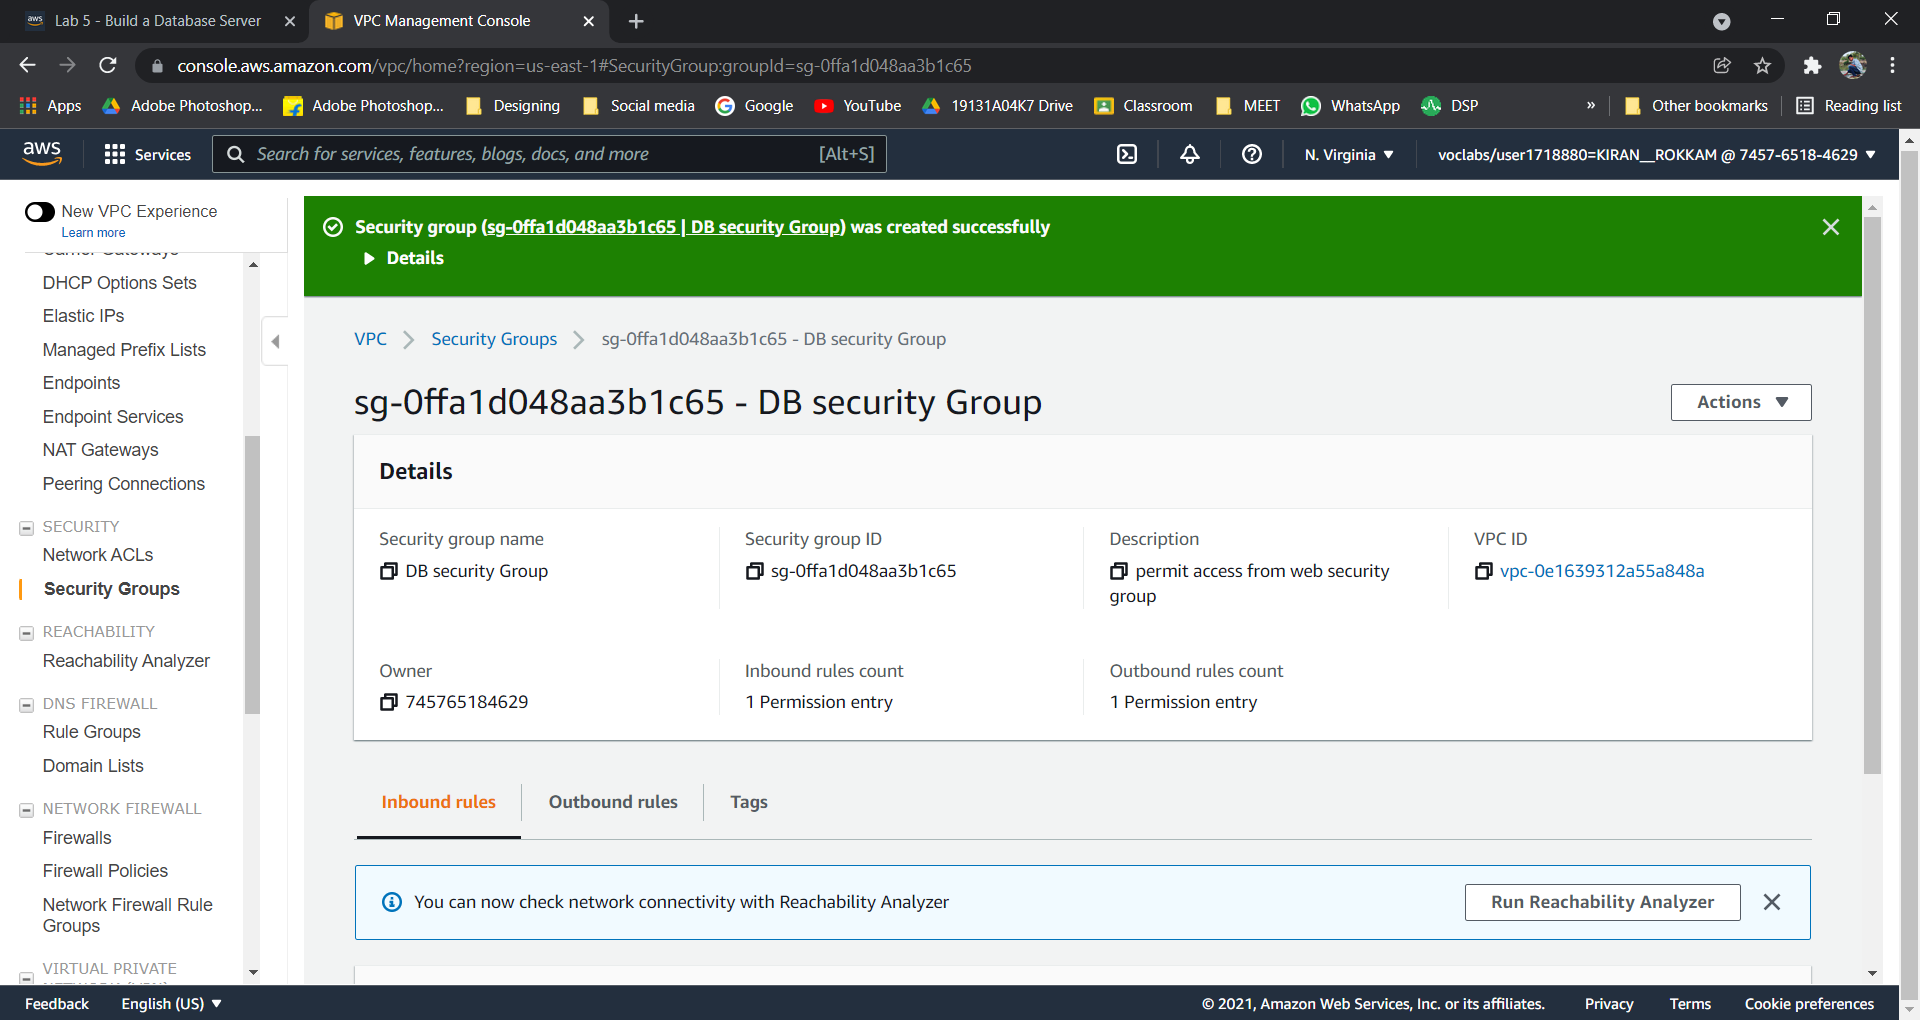 Lab 5 - Build a Database Server
VPC Management Console
console.aws.amazon.com/vpc/home?region=us-east-1#SecurityGroup:groupId=sg-0ffa1d048aa3b1c65
Apps
Adobe Photoshop...
Adobe Photoshop...
Designing
Social media
Google
YouTube
19131A04K7 Drive
Classroom
MEET
WhatsApp
DSP
»
Other bookmarks
Reading list
aws
Services
Search for services, features, blogs, docs, and more
[Alt+S]
N. Virginia
voclabs/user1718880=KIRAN__ROKKAM @ 7457-6518-4629
New VPC Experience
Learn more
DHCP Options Sets
Elastic IPs
Managed Prefix Lists
Endpoints
Endpoint Services
NAT Gateways
Peering Connections
SECURITY
Network ACLs
Security Groups
REACHABILITY
Reachability Analyzer
DNS FIREWALL
Rule Groups
Domain Lists
NETWORK FIREWALL
Firewalls
Firewall Policies
Network Firewall Rule
Groups
VIRTUAL PRIVATE
Security group (sg-0ffa1d048aa3b1c65 | DB security Group) was created successfully
Details
VPC
Security Groups
sg-0ffa1d048aa3b1c65 - DB security Group
sg-0ffa1d048aa3b1c65 - DB security Group
Actions
Details
Security group name
DB security Group
Security group ID
sg-0ffa1d048aa3b1c65
Description
permit access from web security
group
VPC ID
vpc-0e1639312a55a848a
Owner
745765184629
Inbound rules count
1 Permission entry
Outbound rules count
1 Permission entry
Inbound rules
Outbound rules
Tags
You can now check network connectivity with Reachability Analyzer
Run Reachability Analyzer
Feedback
English (US)
© 2021, Amazon Web Services, Inc. or its affiliates.
Privacy
Terms
Cookie preferences